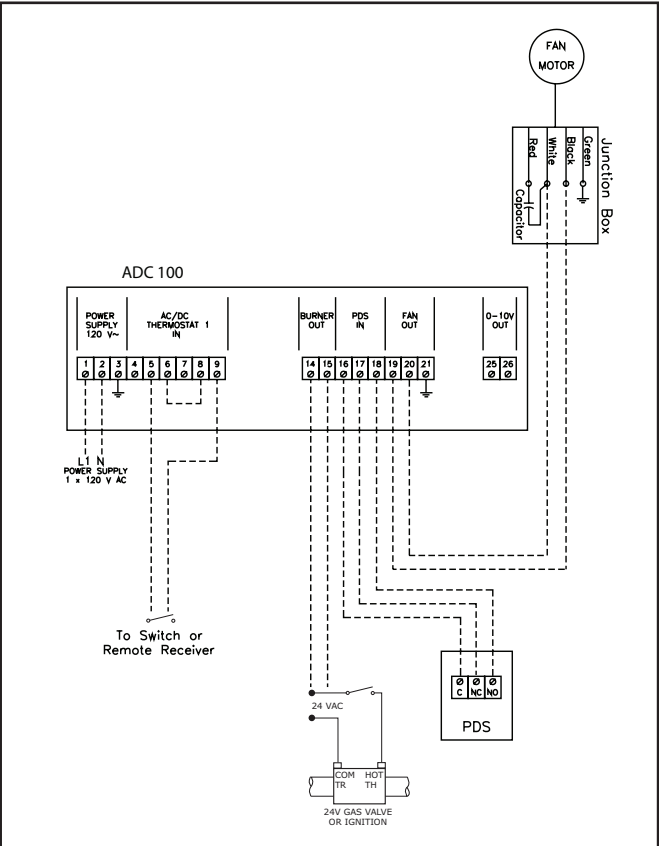 FAN
MOTOR
Red
White
Black
Green
Capacitor
Junction Box
ADC 100
POWER
SUPPLY
120 V~
AC/DC
THERMOSTAT 1
IN
BURNER
OUT
PDS
IN
FAN
OUT
0-10V
OUT
1 2 3 4 5 6 7 8 9
14 15 16 17 18 19 20 21
25 26
L1 N
POWER SUPPLY
1 x 120 V AC
To Switch or
Remote Receiver
C NC NO
PDS
24 VAC
COM HOT
TR TH
24V GAS VALVE
OR IGNITION